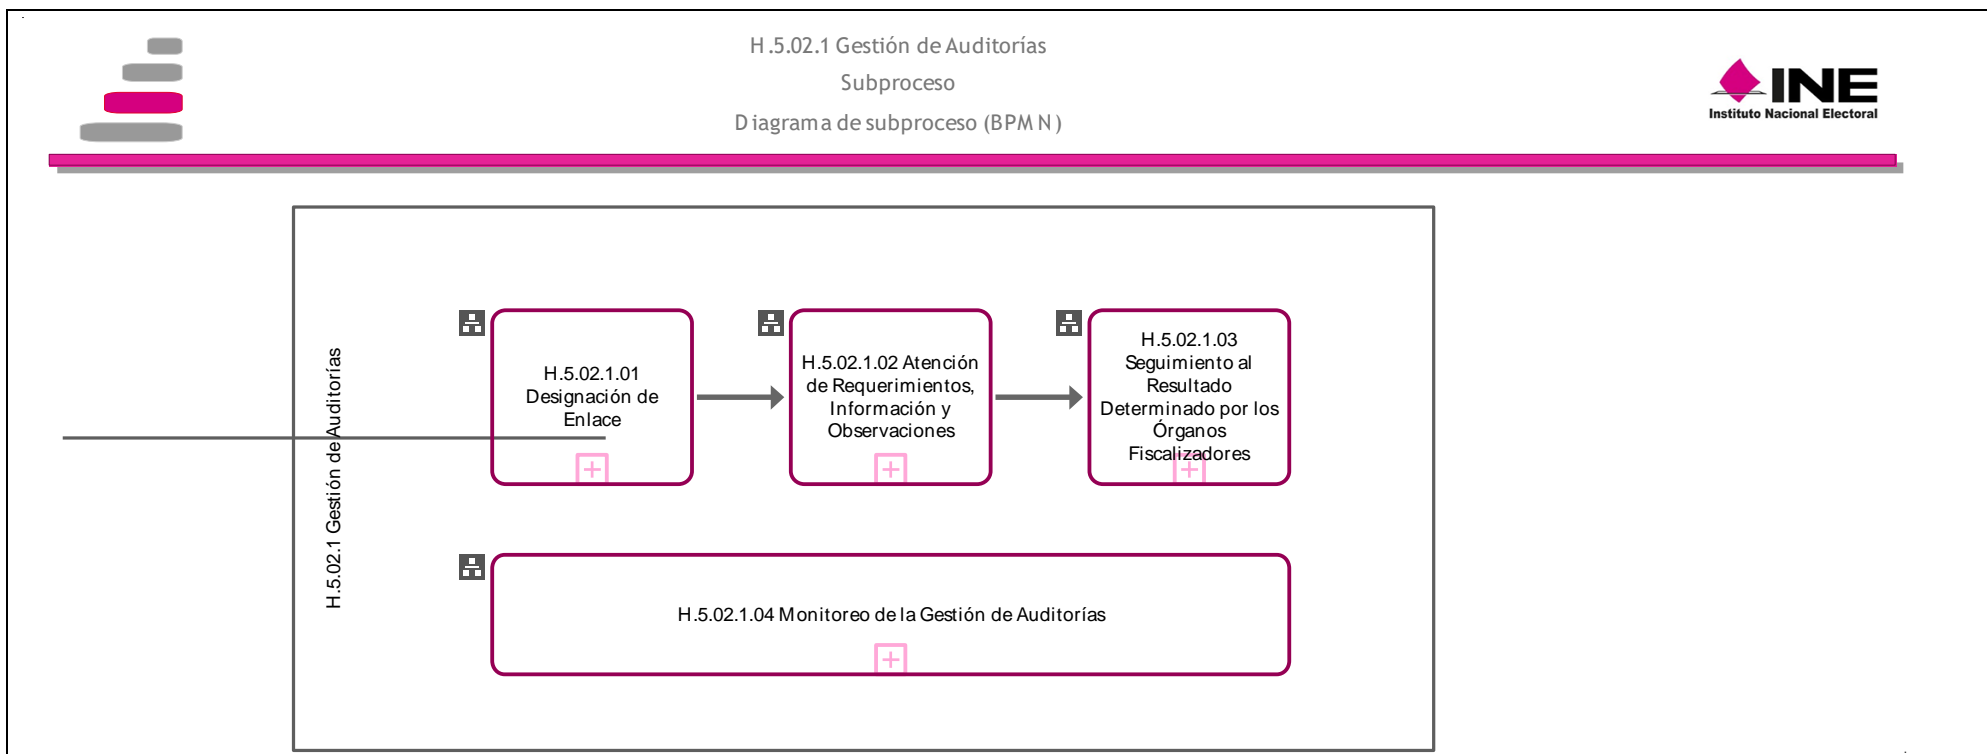 H.5.02.1 Gestión de Auditorías
Subproceso
Diagrama de subproceso (BPMN)
INE
Instituto Nacional Electoral
H.5.02.1 Gestión de Auditorías
H.5.02.1.01
Designación de
Enlace
H.5.02.1.02 Atención
de Requerimientos,
Información y
Observaciones
H.5.02.1.03
Seguimiento al
Resultado
Determinado por los
Órganos
Fiscalizadores
H.5.02.1.04 Monitoreo de la Gestión de Auditorías